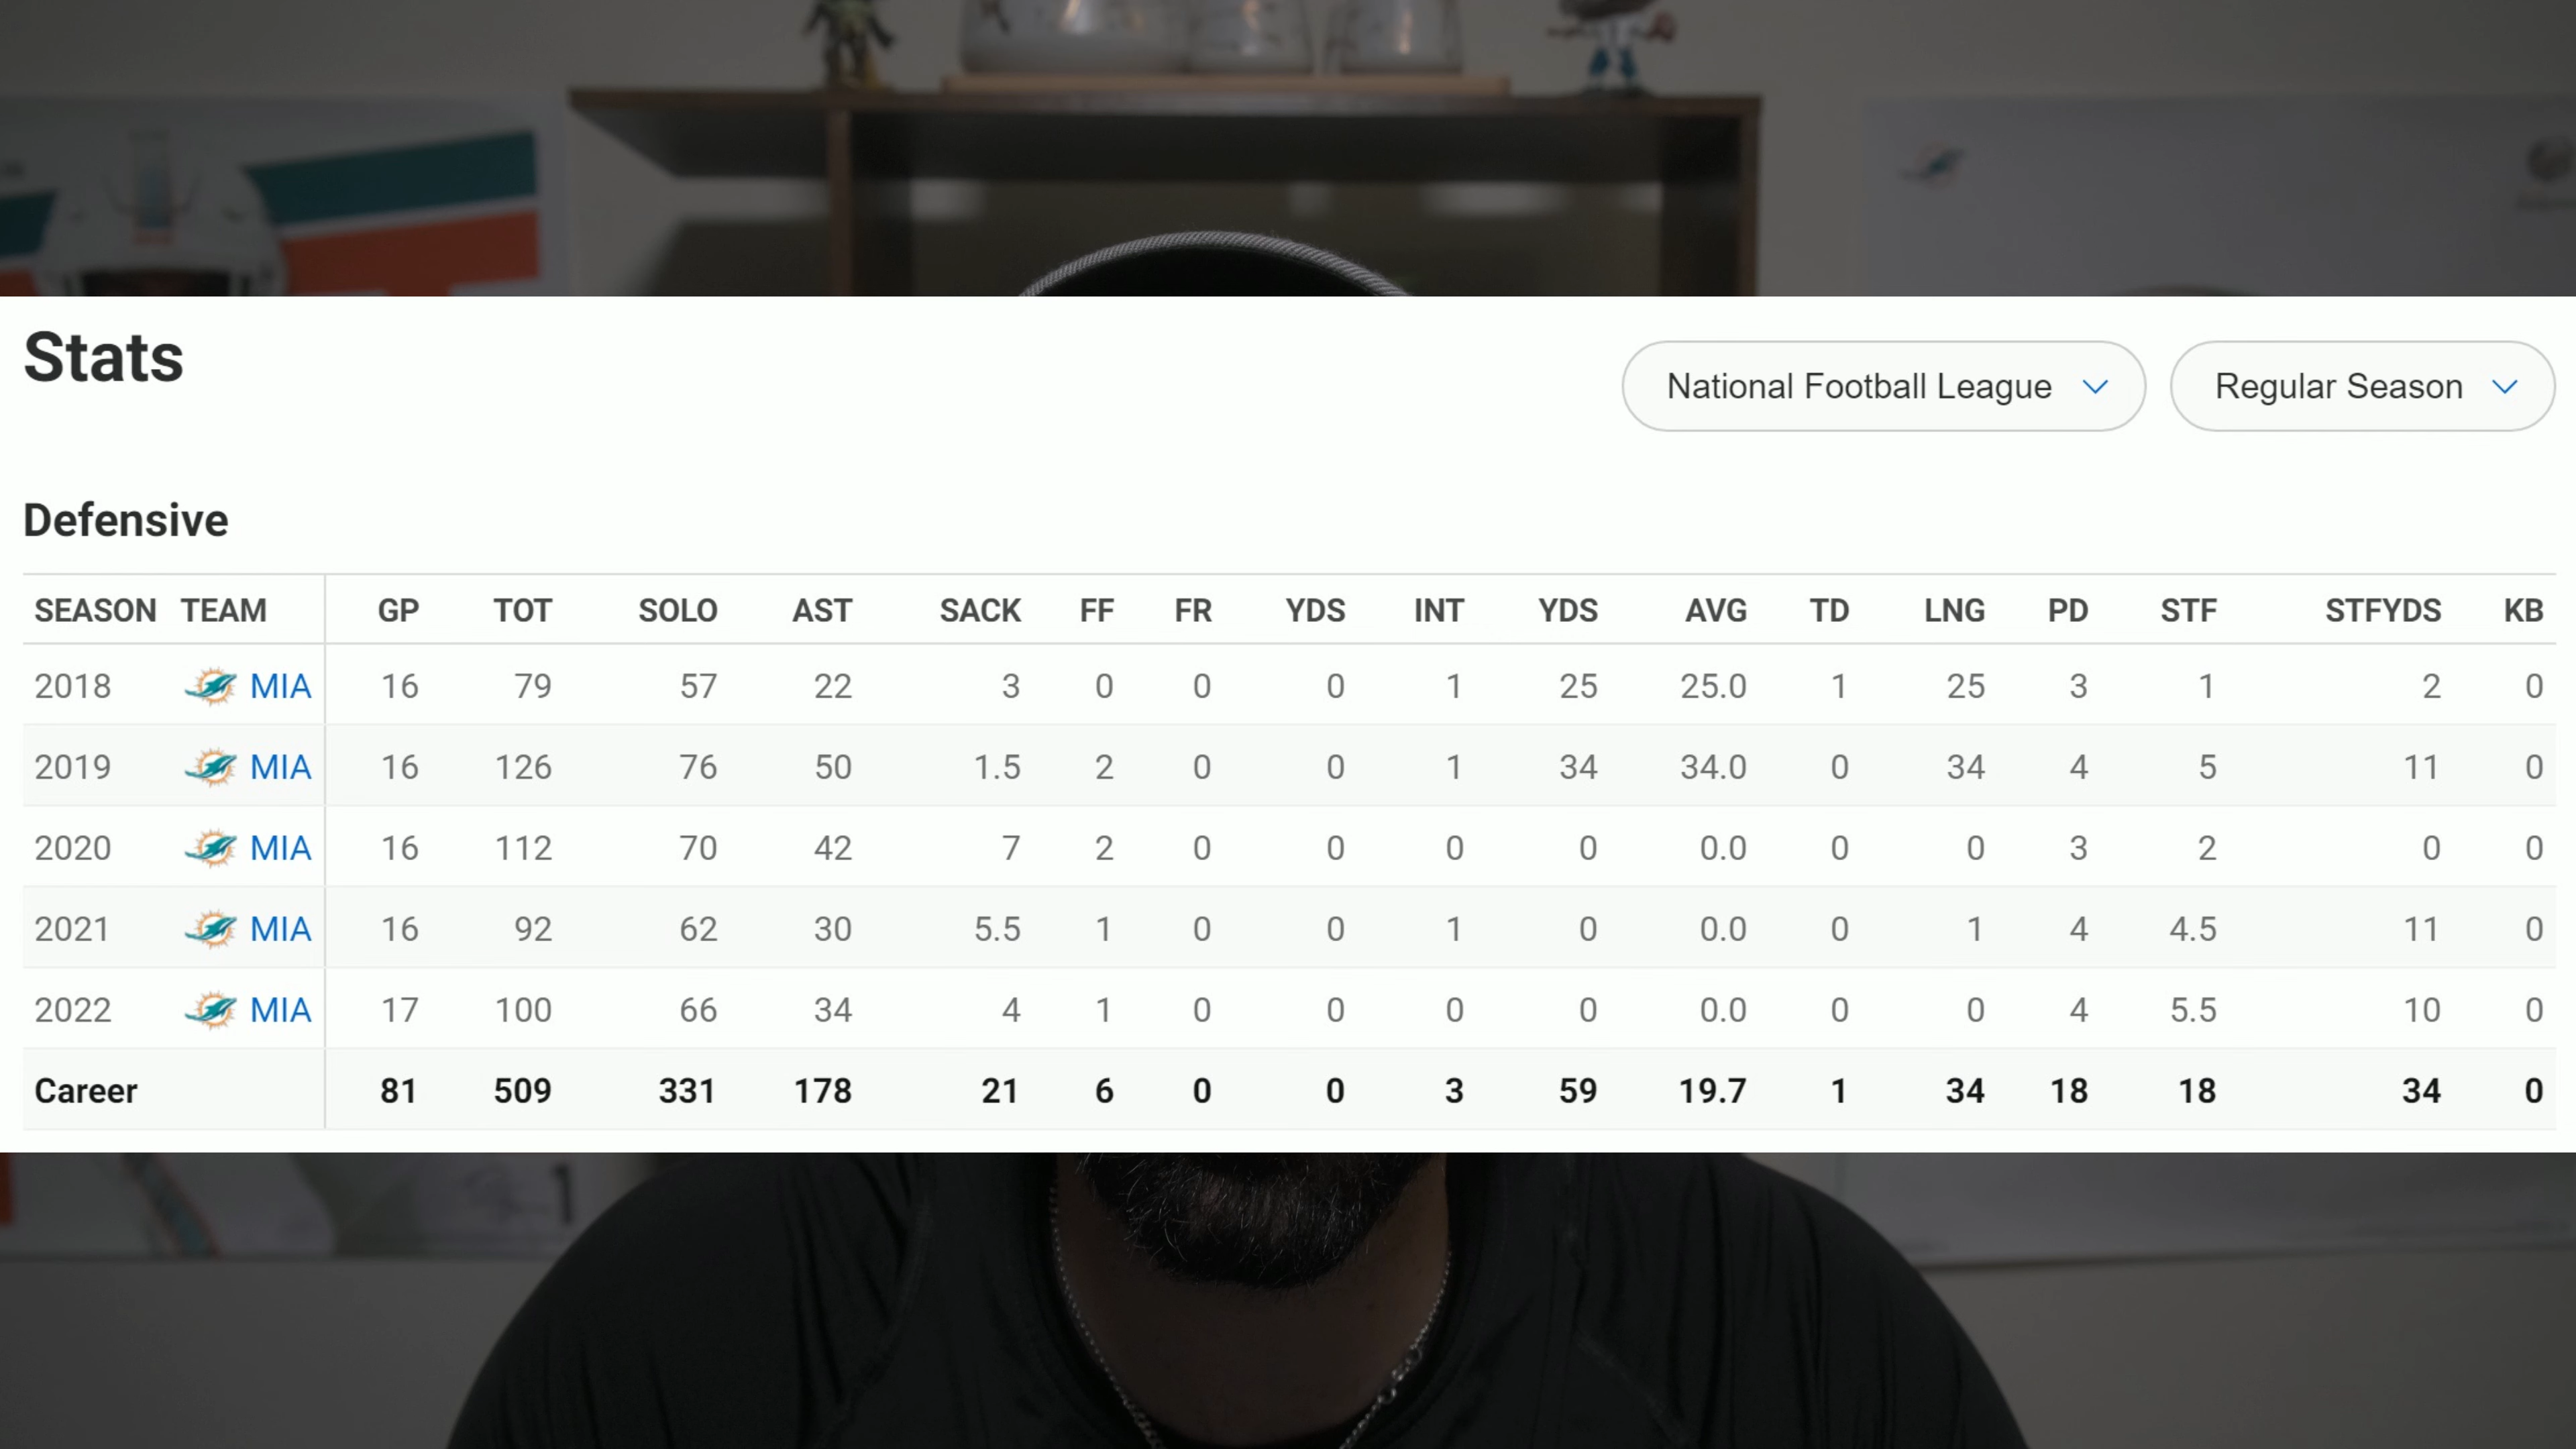 Stats
National Football League Regular Season
Defensive
SEASON TEAM GP TOT SOLO AST SACK FF FR YDS INT YDS AVG TD LNG PD STF STFYDS KB
2018 MIA 16 79 57 22 3 0 0 0 1 25 25.0 1 25 3 1 2 0
2019 MIA 16 126 76 50 1.5 2 0 0 1 34 34.0 0 34 4 5 11 0
2020 MIA 16 112 70 42 7 2 0 0 0 0 0.0 0 0 3 2 0 0
2021 MIA 16 92 62 30 5.5 1 0 0 1 0 0.0 0 1 4 4.5 11 0
2022 MIA 17 100 66 34 4 1 0 0 0 0 0.0 0 0 4 5.5 10 0
Career 81 509 331 178 21 6 0 0 3 59 19.7 1 34 18 18 34 0